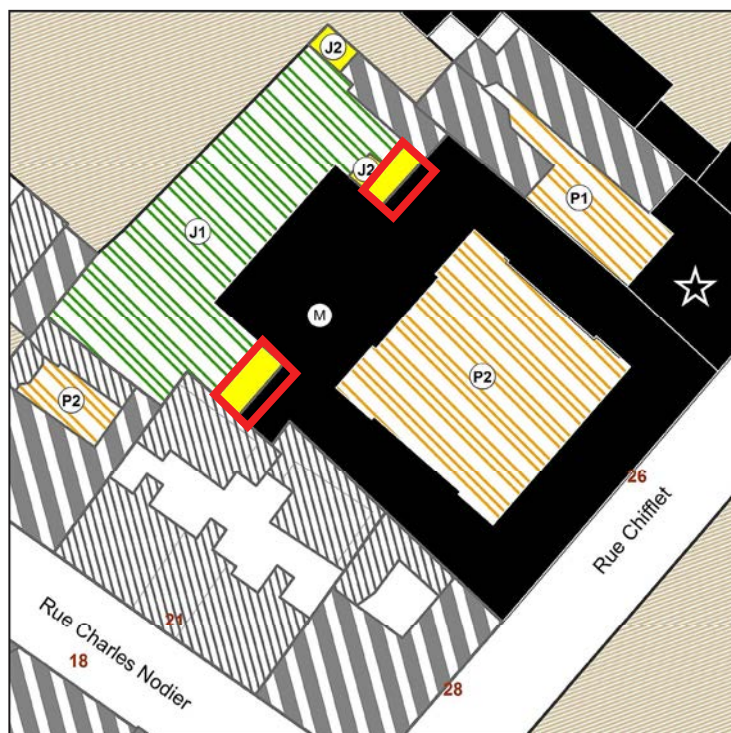 J2
J2
P1
J1
M
P2
P2
26
Rue Chifflet
21
Rue Charles Nodier
18
28